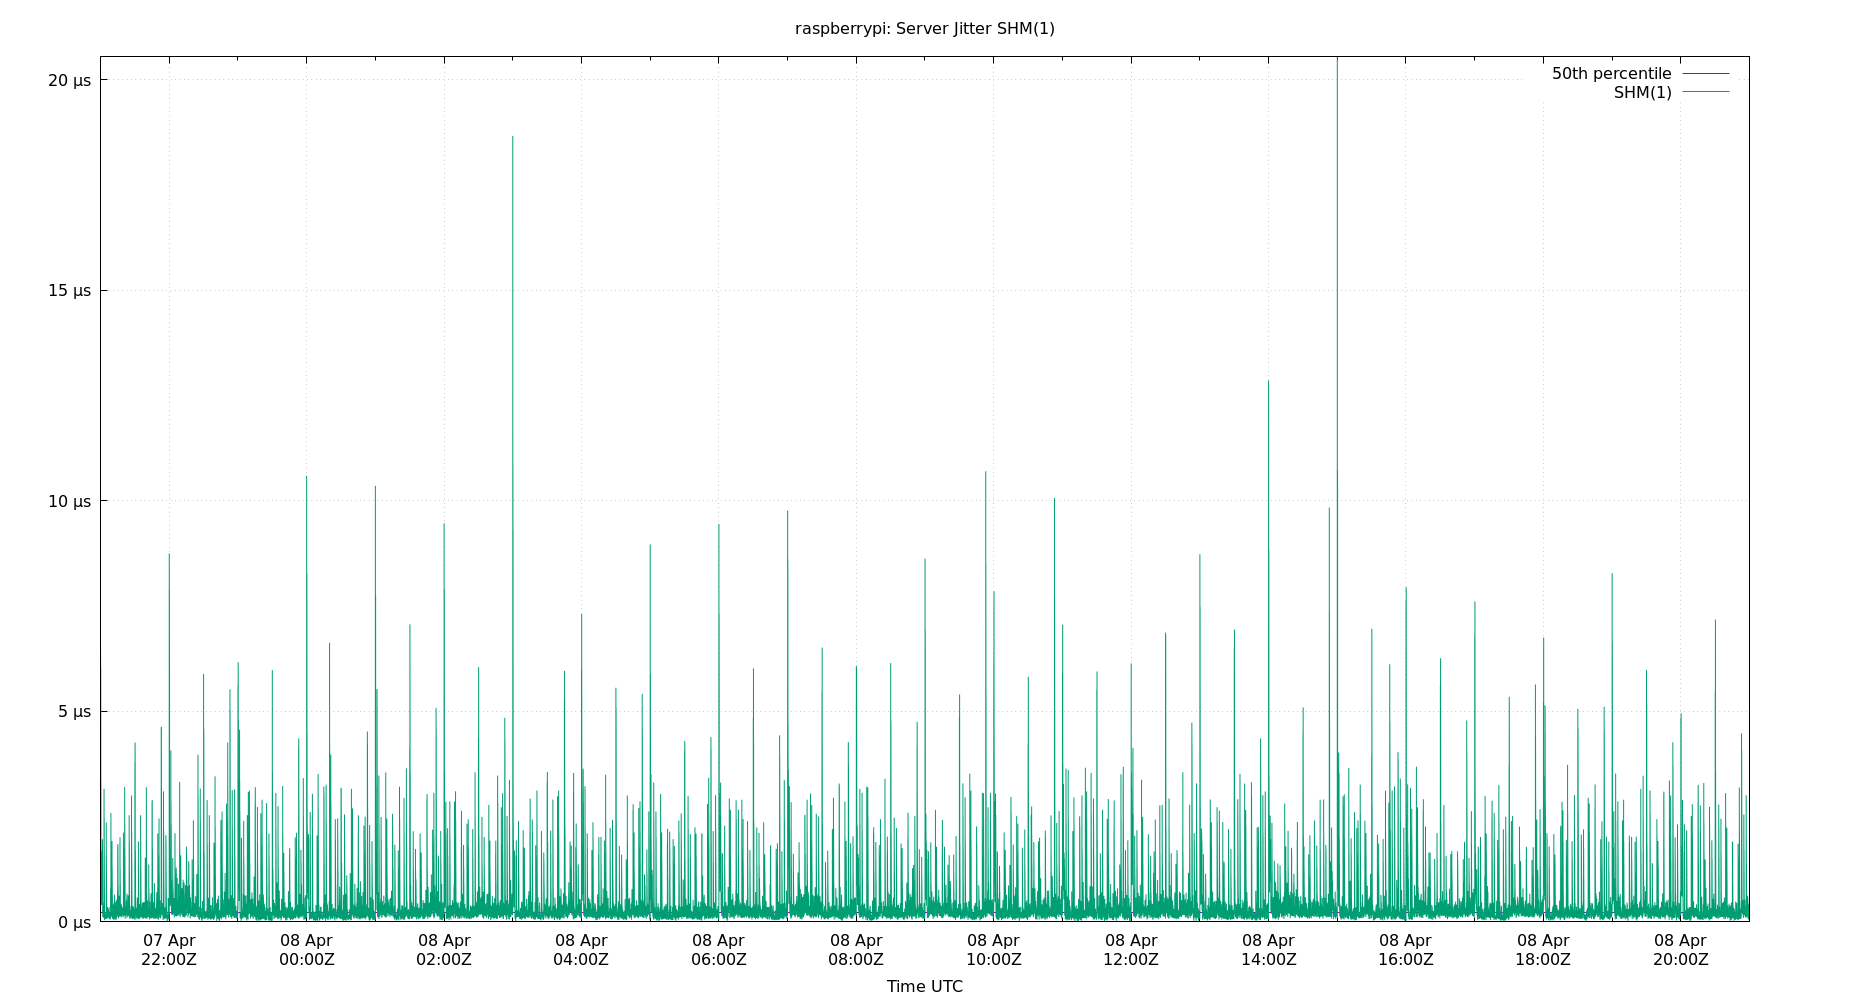 raspberrypi: Server Jitter SHM(1)
50th percentile
SHM(1)
20 µs
15 µs
10 µs
5 µs
0 µs
07 Apr 08 Apr 08 Apr 08 Apr 08 Apr 08 Apr 08 Apr 08 Apr 08 Apr 08 Apr 08 Apr 08 Apr
22:00Z 00:00Z 02:00Z 04:00Z 06:00Z 08:00Z 10:00Z 12:00Z 14:00Z 16:00Z 18:00Z 20:00Z
Time UTC